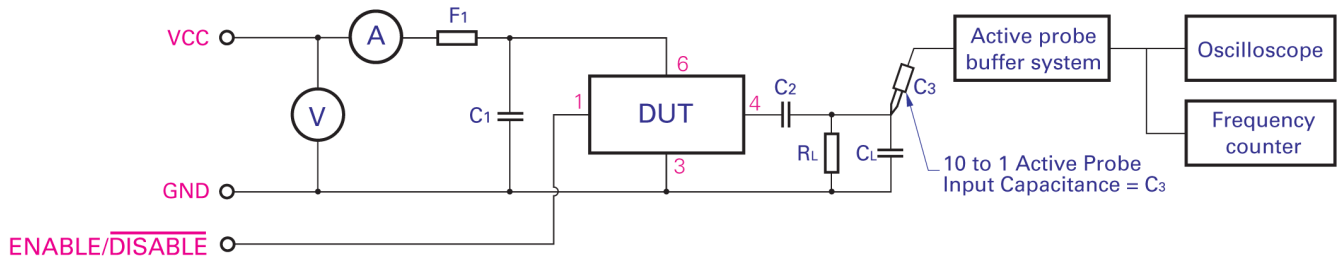 VCC
A
F1
V
C1
6
1
DUT
4
3
C2
RL
CL
C3
10 to 1 Active Probe
Input Capacitance = C3
Active probe
buffer system
Oscilloscope
Frequency
counter
GND
ENABLE/DISABLE